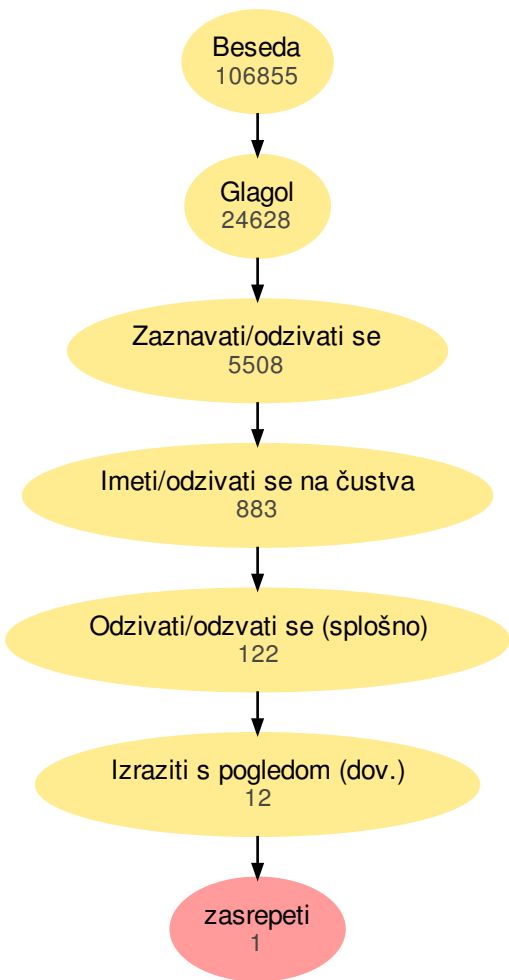 Beseda
106855
Glagol
24628
Zaznavati/odzivati se
5508
Imeti/odzivati se na čustva
883
Odzivati/odzvati se (splošno)
122
Izraziti s pogledom (dov.)
12
zasrepeti
1